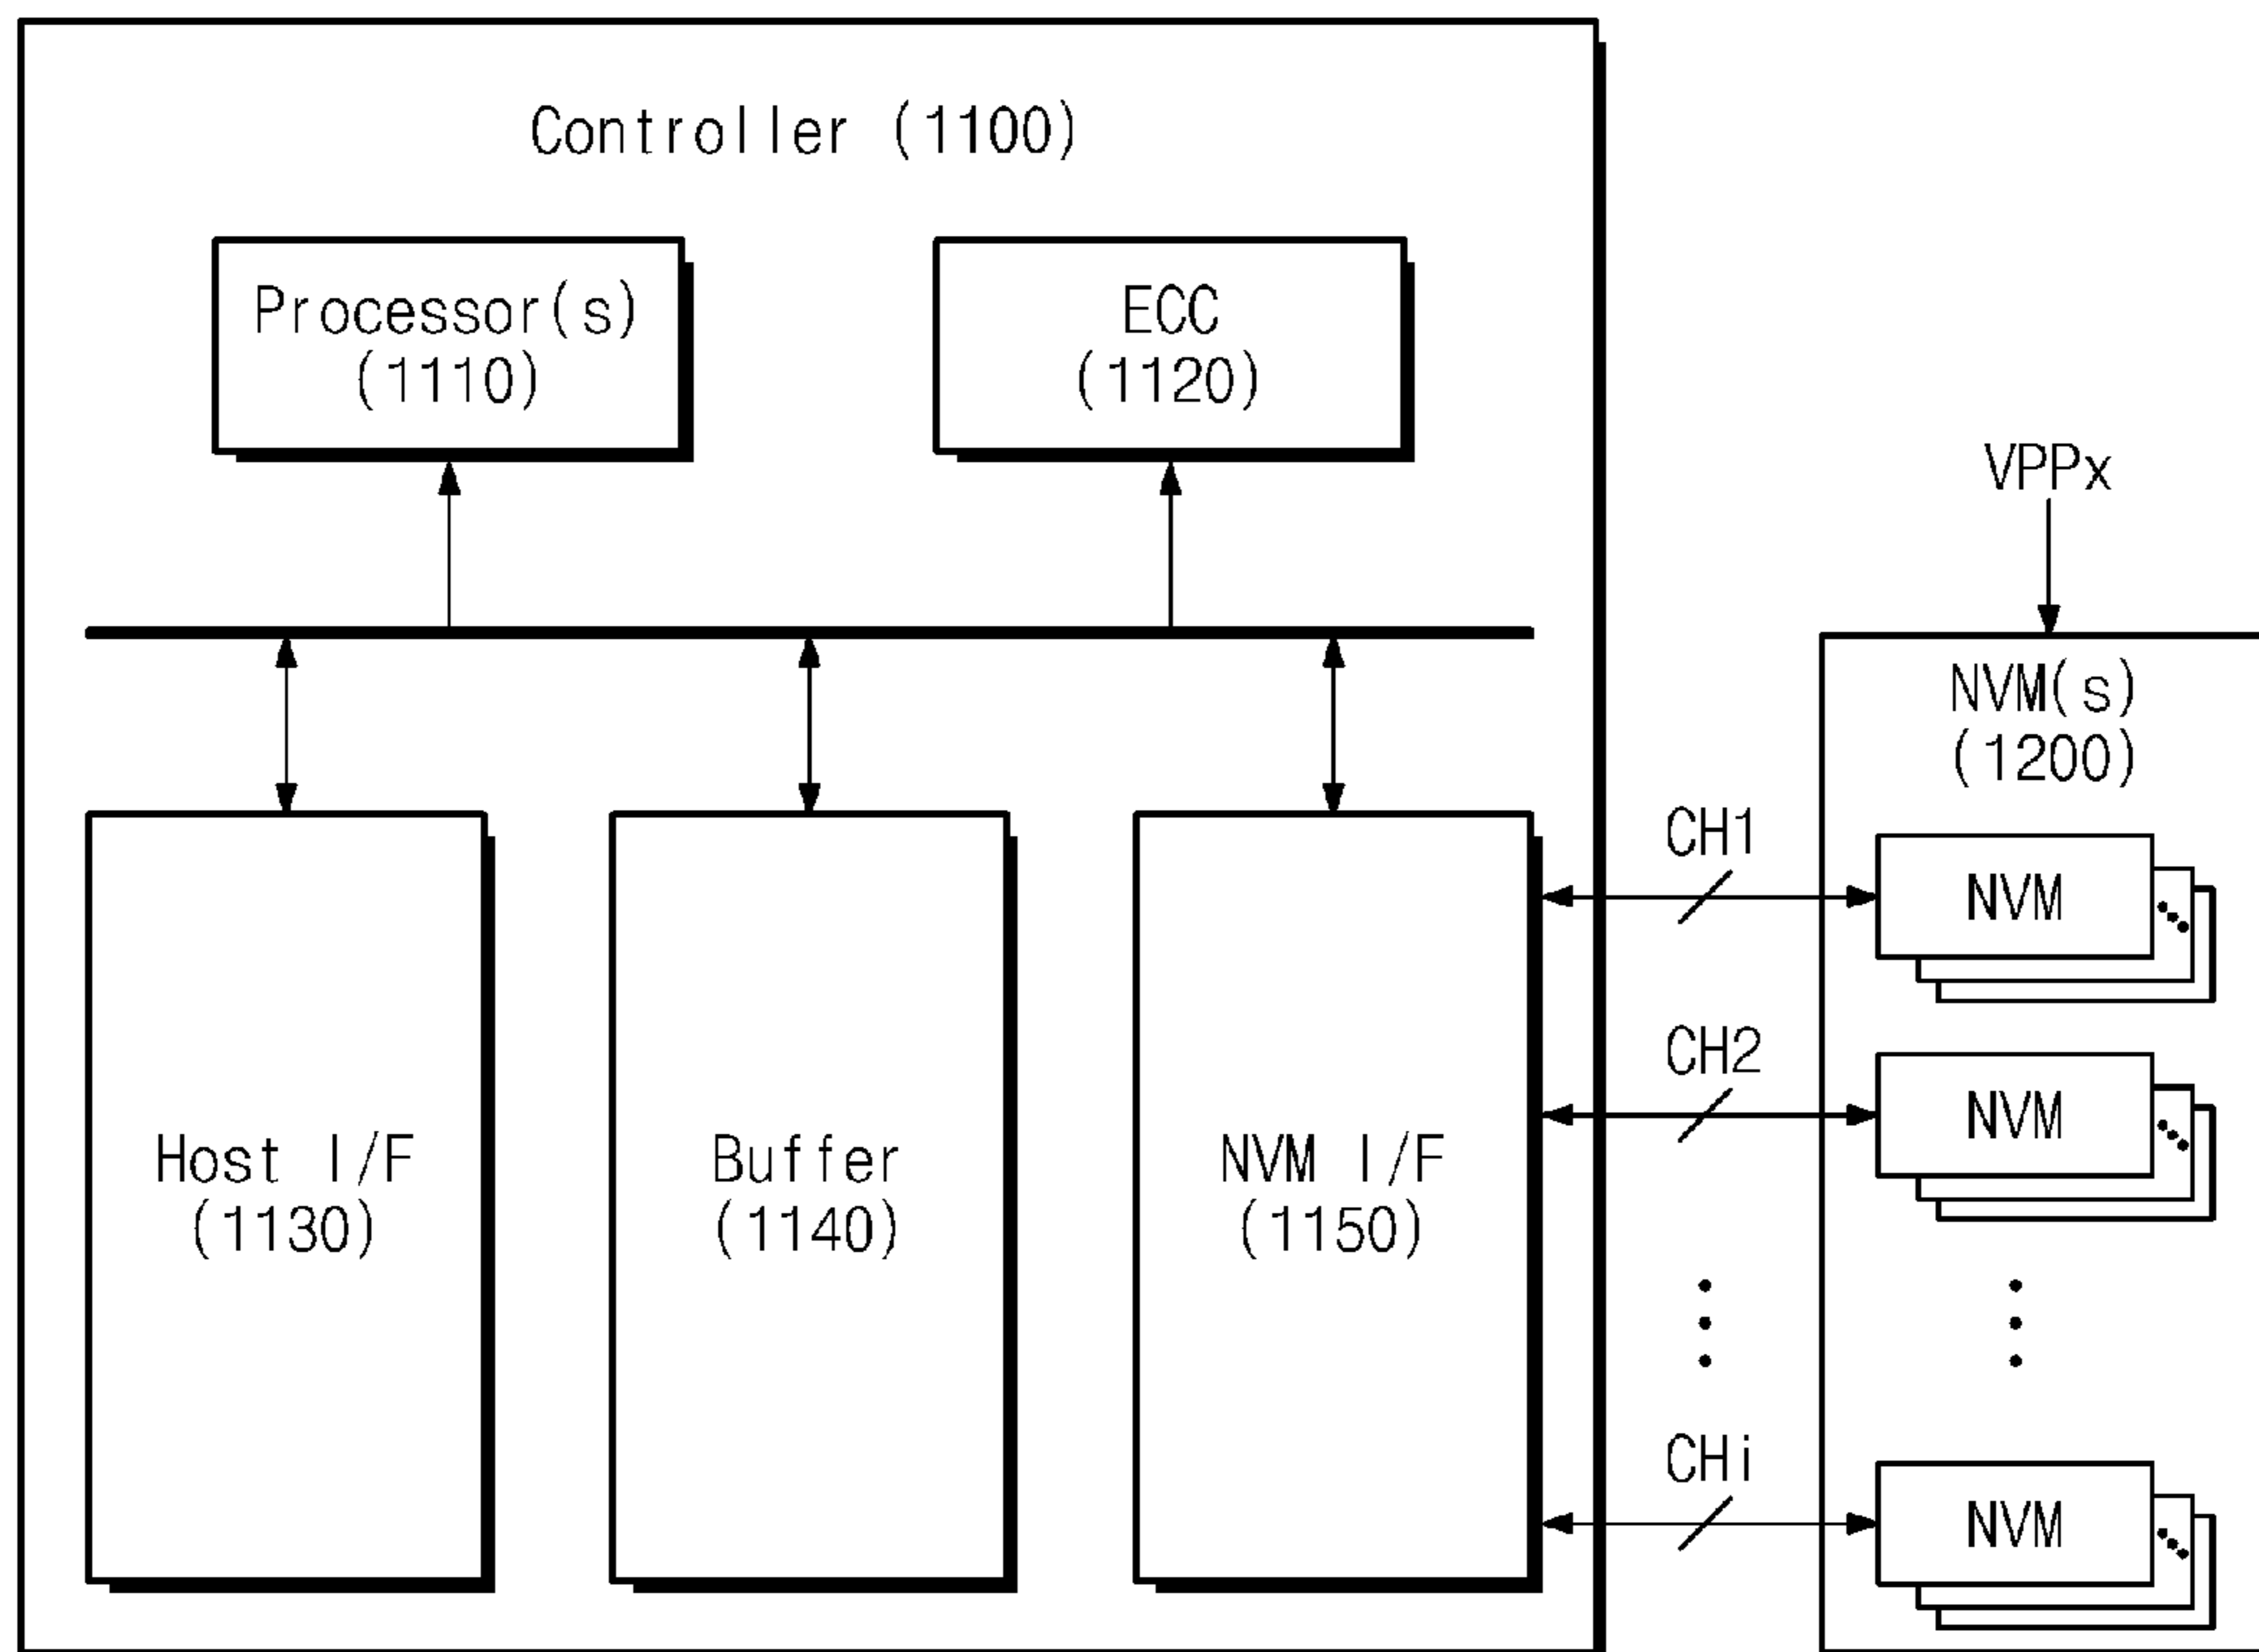 Controller (1100)
Processor(s)
(1110)
ECC
(1120)
VPPx
NVM(s)
(1200)
Host I/F
(1130)
Buffer
(1140)
NVM I/F
(1150)
CH1
NVM
CH2
NVM
CHi
NVM